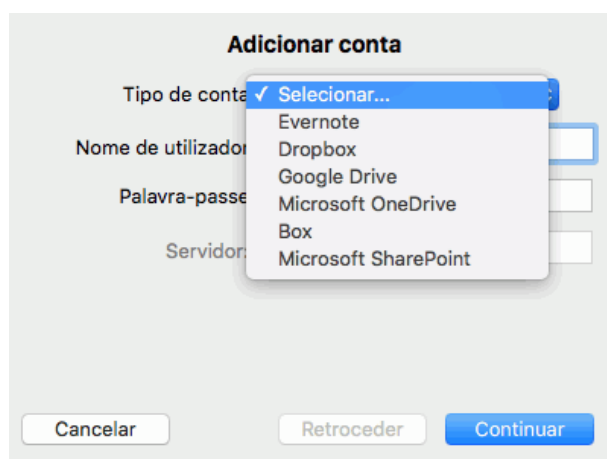 Adicionar conta
Tipo de conta ✓ Selecionar...
Evernote
Nome de utilizador
Dropbox
Google Drive
Palavra-passe
Microsoft OneDrive
Box
Servidor:
Microsoft SharePoint
Cancelar Retroceder Continuar